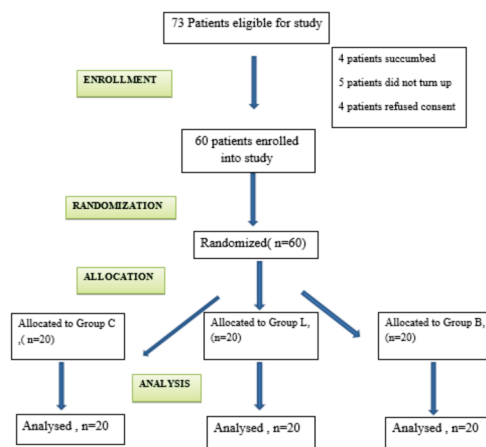 73 Patients eligible for study
4 patients succumbed
5 patients did not turn up
4 patients refused consent
ENROLLMENT
60 patients enrolled
into study
RANDOMIZATION
Randomized( n=60)
ALLOCATION
Allocated to Group C
,( n=20)
Allocated to Group L,
(n=20)
Allocated to Group B,
(n=20)
ANALYSIS
Analysed , n=20
Analysed , n=20
Analysed , n=20